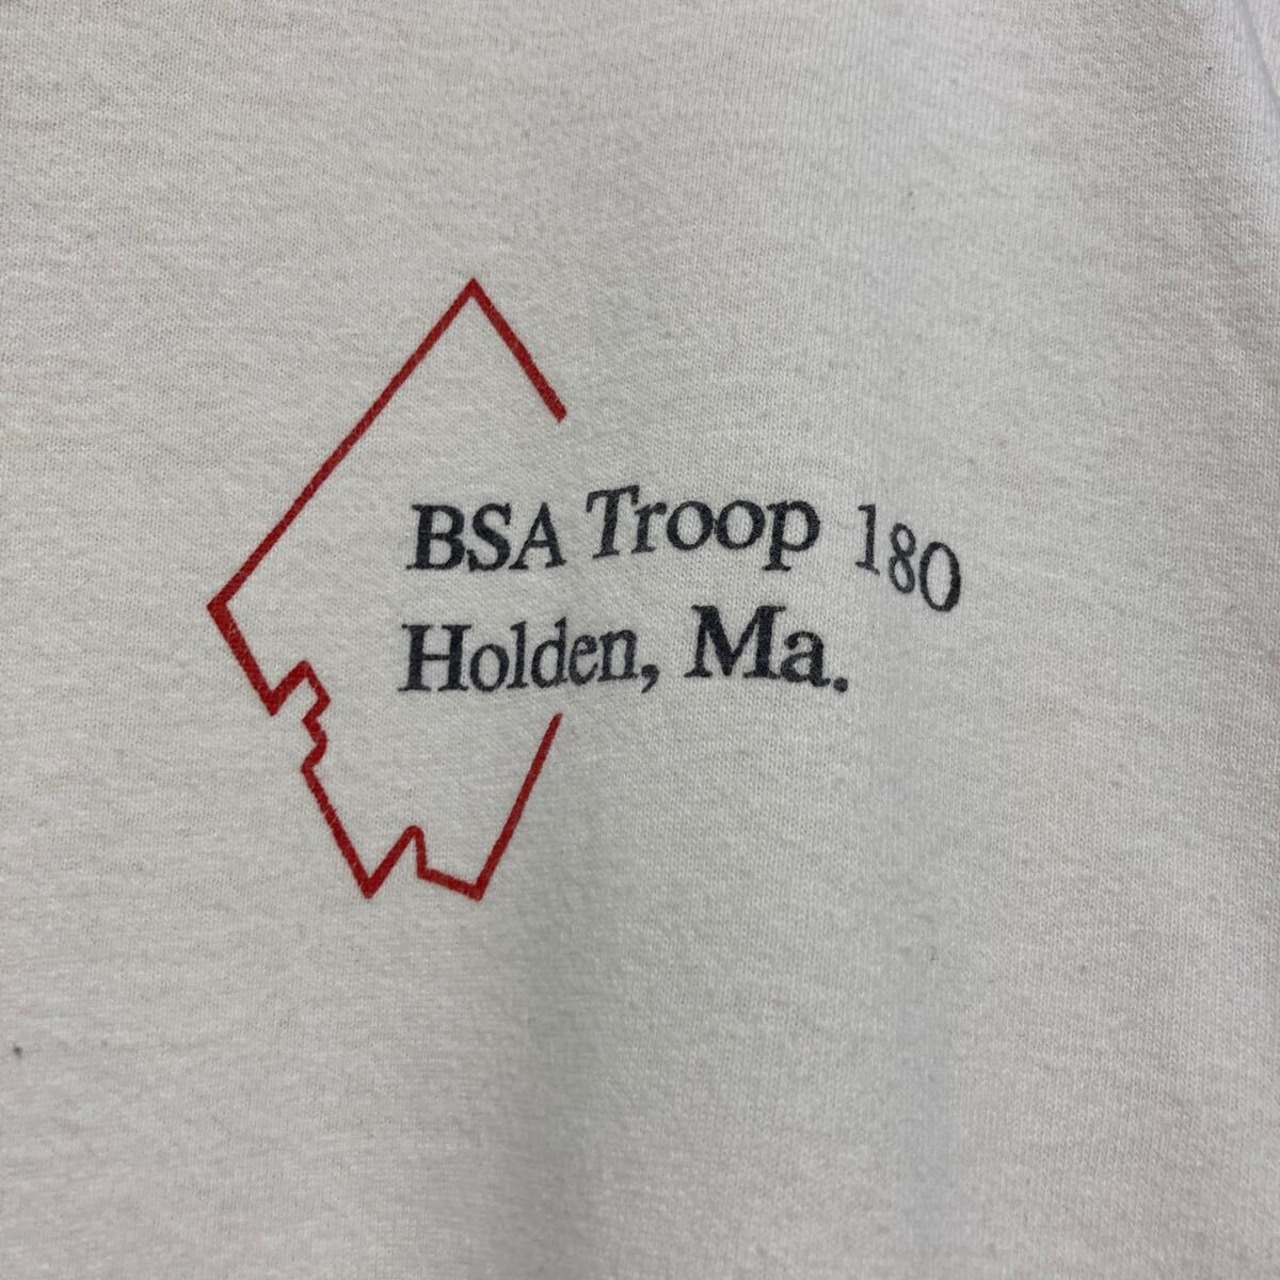 BSA Troop 180
Holden, Ma.